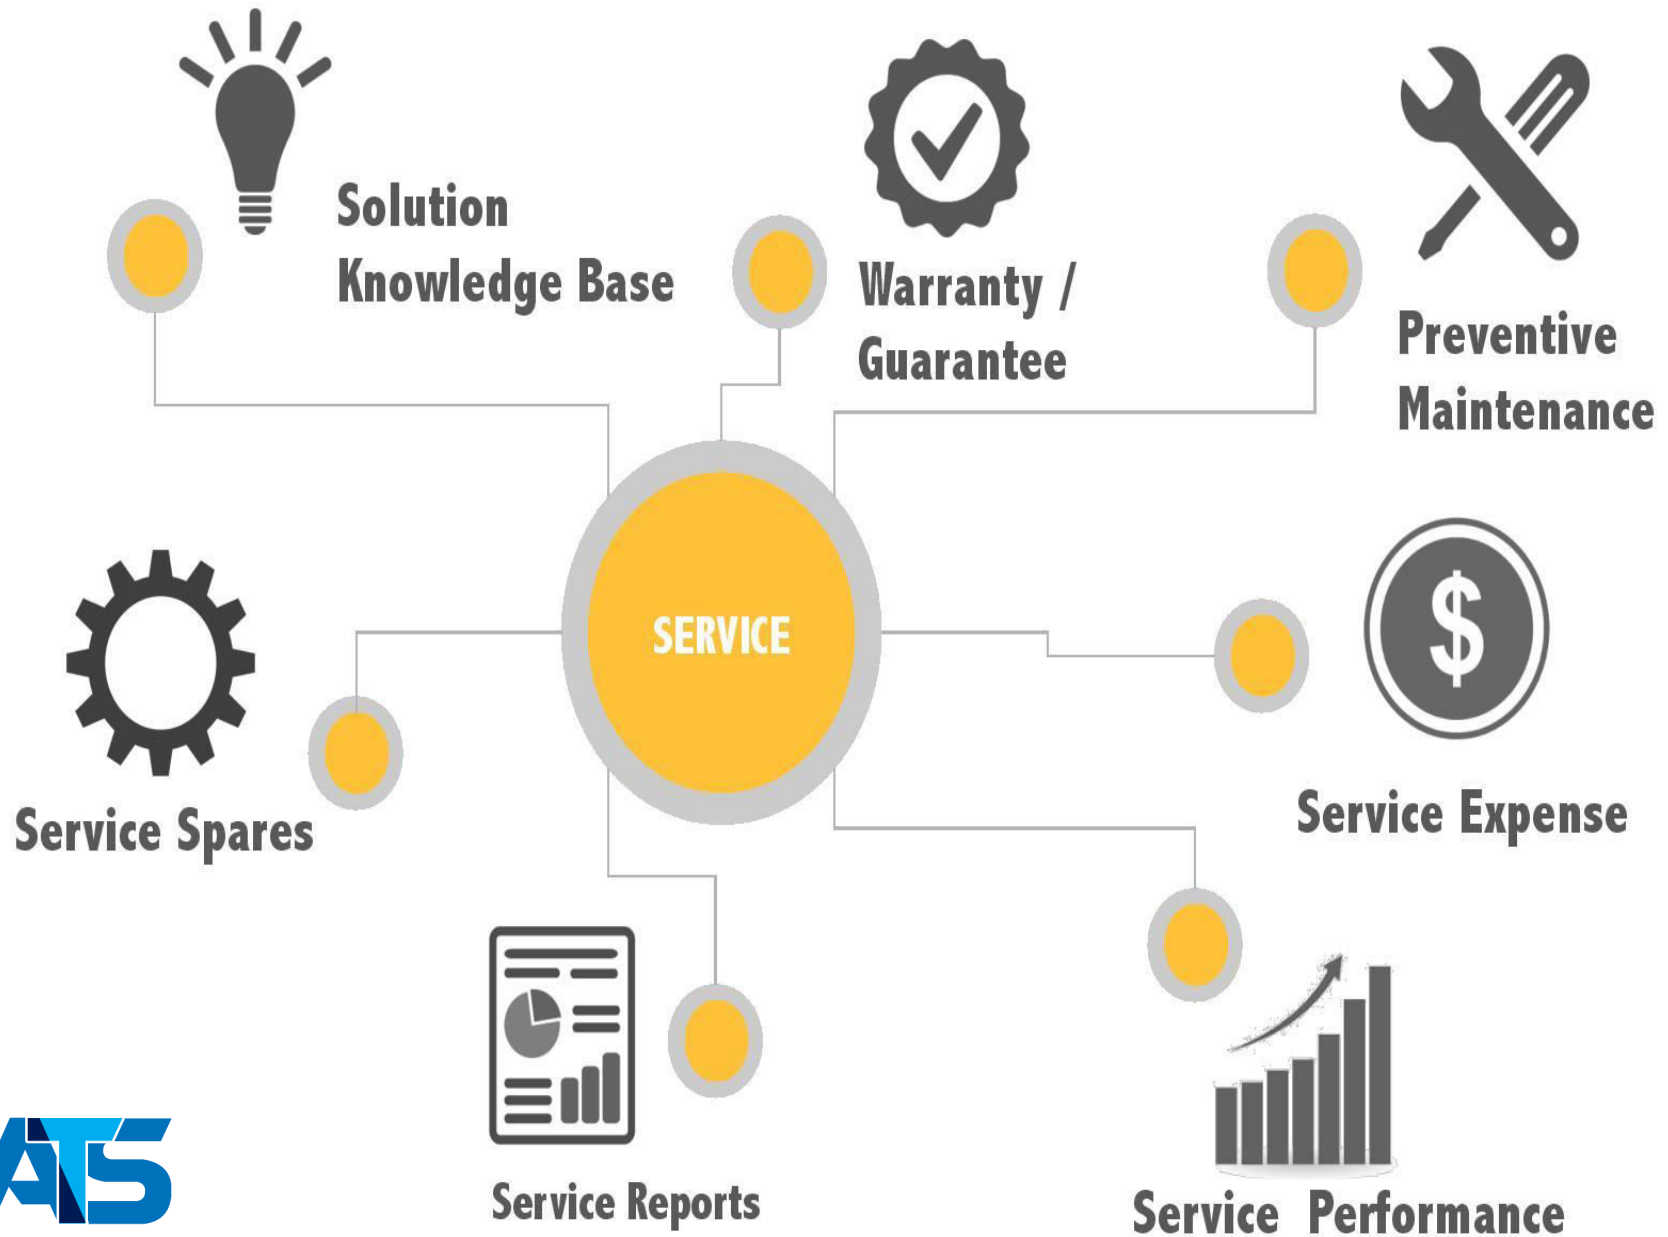 Solution
Knowledge Base
Warranty /
Guarantee
Preventive
Maintenance
SERVICE
$
Service Spares
Service Expense
Service Reports
Service Performance
ATS